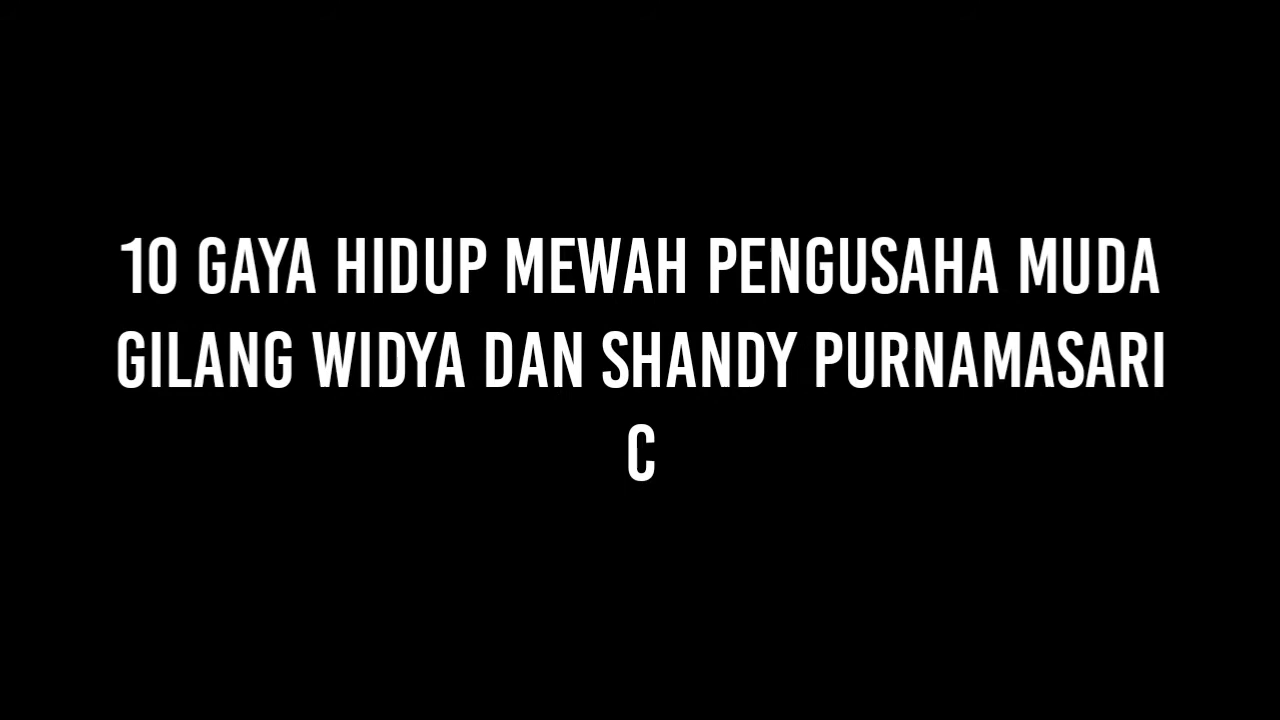 10 GAYA HIDUP MEWAH PENGUSAHA MUDA
GILANG WIDYA DAN SHANDY PURNAMASARI
C